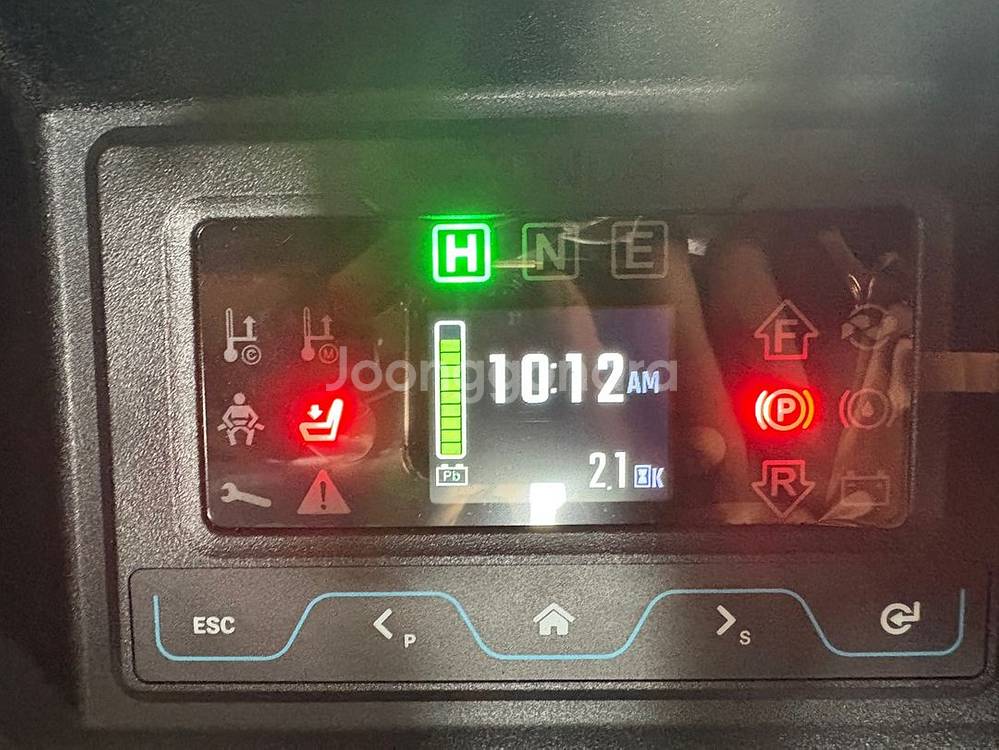 H N E
C M
F
Joonggonara
10:12 AM
P
Pb
2.1 K
R
ESC
P
S